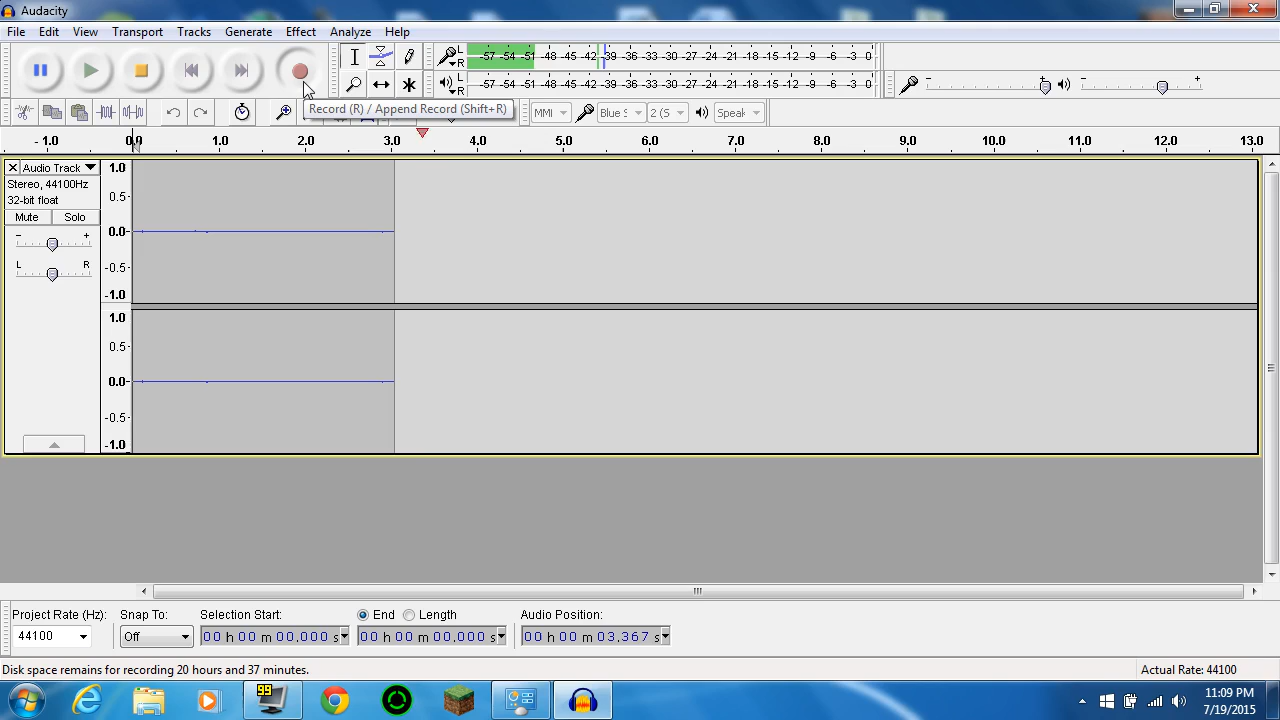 Audacity
File Edit View Transport Tracks Generate Effect Analyze Help
L R -57 -54 -51 -48 -45 -42 -39 -36 -33 -30 -27 -24 -21 -18 -15 -12 -9 -6 -3 0
L R -57 -54 -51 -48 -45 -42 -39 -36 -33 -30 -27 -24 -21 -18 -15 -12 -9 -6 -3 0 - + - +
Record (R) / Append Record (Shift+R)
MMI Blue S 2 (S Speak
- 1.0 0.0 1.0 2.0 3.0 4.0 5.0 6.0 7.0 8.0 9.0 10.0 11.0 12.0 13.0
Audio Track 1.0
Stereo, 44100Hz
32-bit float 0.5
Mute Solo
- + 0.0
L R -0.5
-1.0
1.0
0.5
0.0
-0.5
-1.0
Project Rate (Hz): Snap To: Selection Start: End Length Audio Position:
44100 Off 00 h 00 m 00.000 s 00 h 00 m 00.000 s 00 h 00 m 03.367 s
Disk space remains for recording 20 hours and 37 minutes. Actual Rate: 44100
99
11:09 PM
7/19/2015